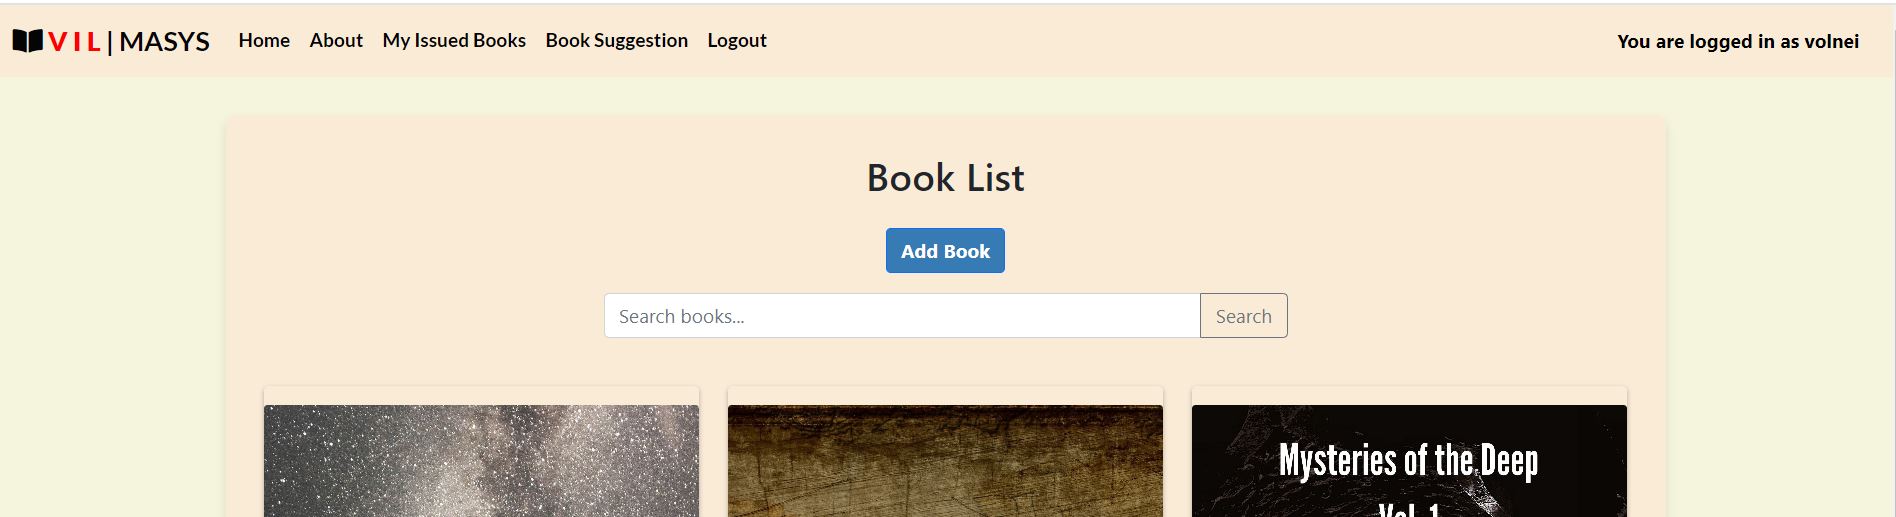 VIL | MASYS Home About My Issued Books Book Suggestion Logout You are logged in as volnei
Book List
Add Book
Search books... Search
Mysteries of the Deep
Vol. 1